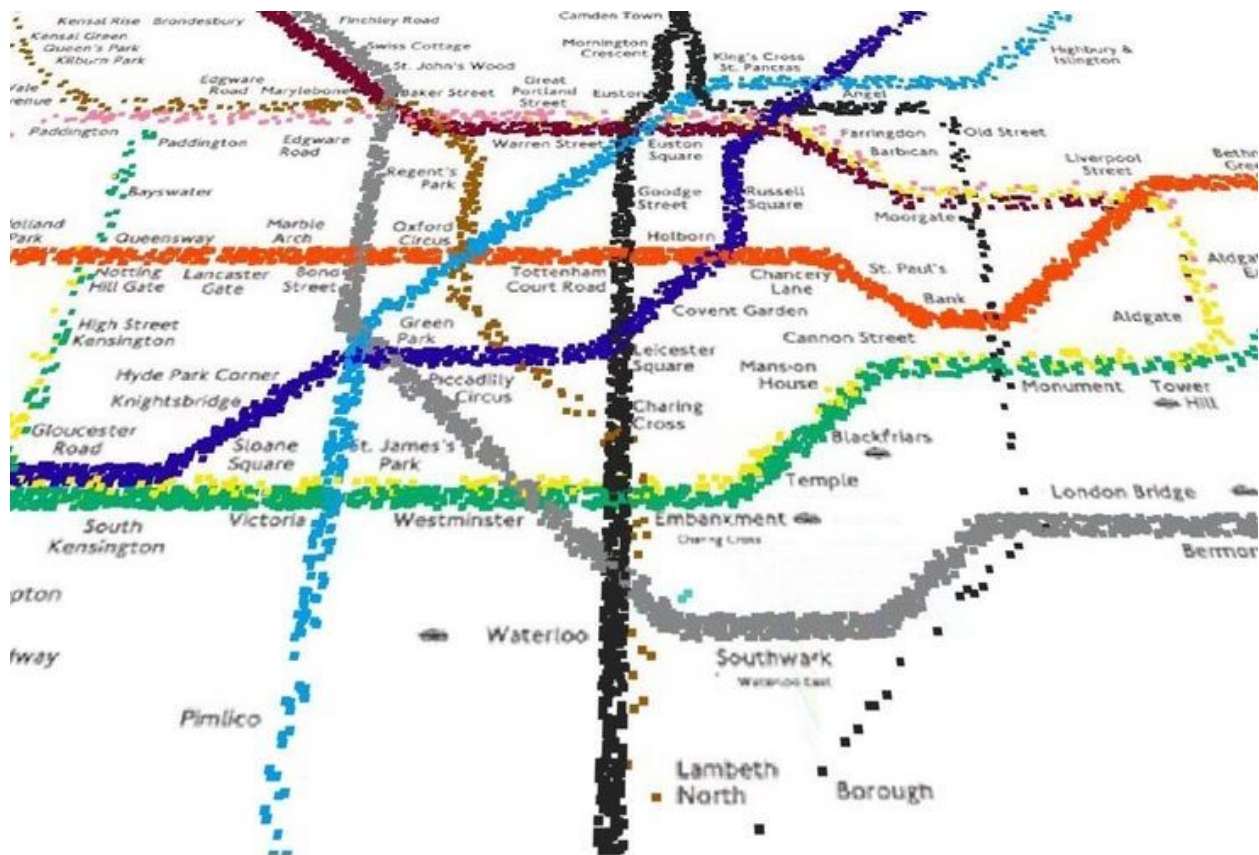 Camden Town
Kensal Rise
Brondesbury
Finchley Road
Kensal Green
Queen's Park
Kilburn Park
Swiss Cottage
St. John's Wood
Mornington
Crescent
King's Cross
St. Pancras
Highbury &
Islington
Edgware
Road
Marylebone
Baker Street
Great
Portland
Street
Euston
Angel
Paddington
Paddington
Edgware
Road
Warren Street
Euston
Square
Farringdon
Barbican
Old Street
Liverpool
Street
Regent's
Park
Bayswater
Goodge
Street
Russell
Square
Moorgate
Queensway
Marble
Arch
Oxford
Circus
Holborn
Notting
Hill Gate
Lancaster
Gate
Bond
Street
Tottenham
Court Road
Chancery
Lane
St. Paul's
Bank
High Street
Kensington
Green
Park
Covent Garden
Cannon Street
Aldgate
Hyde Park Corner
Knightsbridge
Piccadilly
Circus
Leicester
Square
Mansion
House
Monument
Tower
Hill
Gloucester
Road
Sloane
Square
St. James's
Park
Charing
Cross
Blackfriars
Temple
London Bridge
South
Kensington
Victoria
Westminster
Embankment
Charing Cross
Waterloo
Southwark
Waterloo East
Pimlico
Lambeth
North
Borough